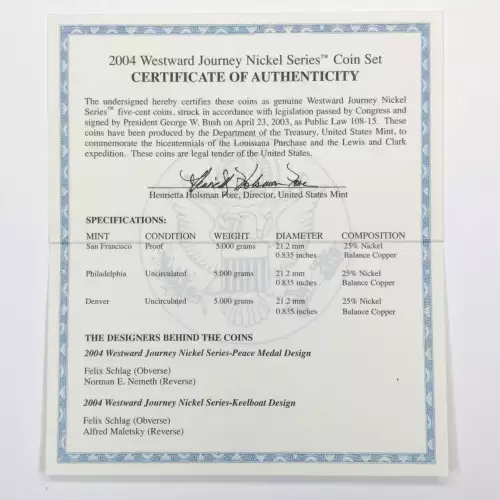 2004 Westward Journey Nickel Series™ Coin Set
CERTIFICATE OF AUTHENTICITY
The undersigned hereby certifies these coins as genuine Westward Journey Nickel
Series™ five-cent coins, struck in accordance with legislation passed by Congress and
signed by President George W. Bush on April 23, 2003, as Public Law 108-15. These
coins have been produced by the Department of the Treasury, United States Mint, to
commemorate the bicentennials of the Louisiana Purchase and the Lewis and Clark
expedition. These coins are legal tender of the United States.
Henrietta Holsman Fore
Henrietta Holsman Fore, Director, United States Mint
SPECIFICATIONS:
MINT CONDITION WEIGHT DIAMETER COMPOSITION
San Francisco Proof 5.000 grams 21.2 mm 25% Nickel
0.835 inches Balance Copper
Philadelphia Uncirculated 5.000 grams 21.2 mm 25% Nickel
0.835 inches Balance Copper
Denver Uncirculated 5.000 grams 21.2 mm 25% Nickel
0.835 inches Balance Copper
THE DESIGNERS BEHIND THE COINS
2004 Westward Journey Nickel Series-Peace Medal Design
Felix Schlag (Obverse)
Norman E. Nemeth (Reverse)
2004 Westward Journey Nickel Series-Keelboat Design
Felix Schlag (Obverse)
Alfred Maletsky (Reverse)